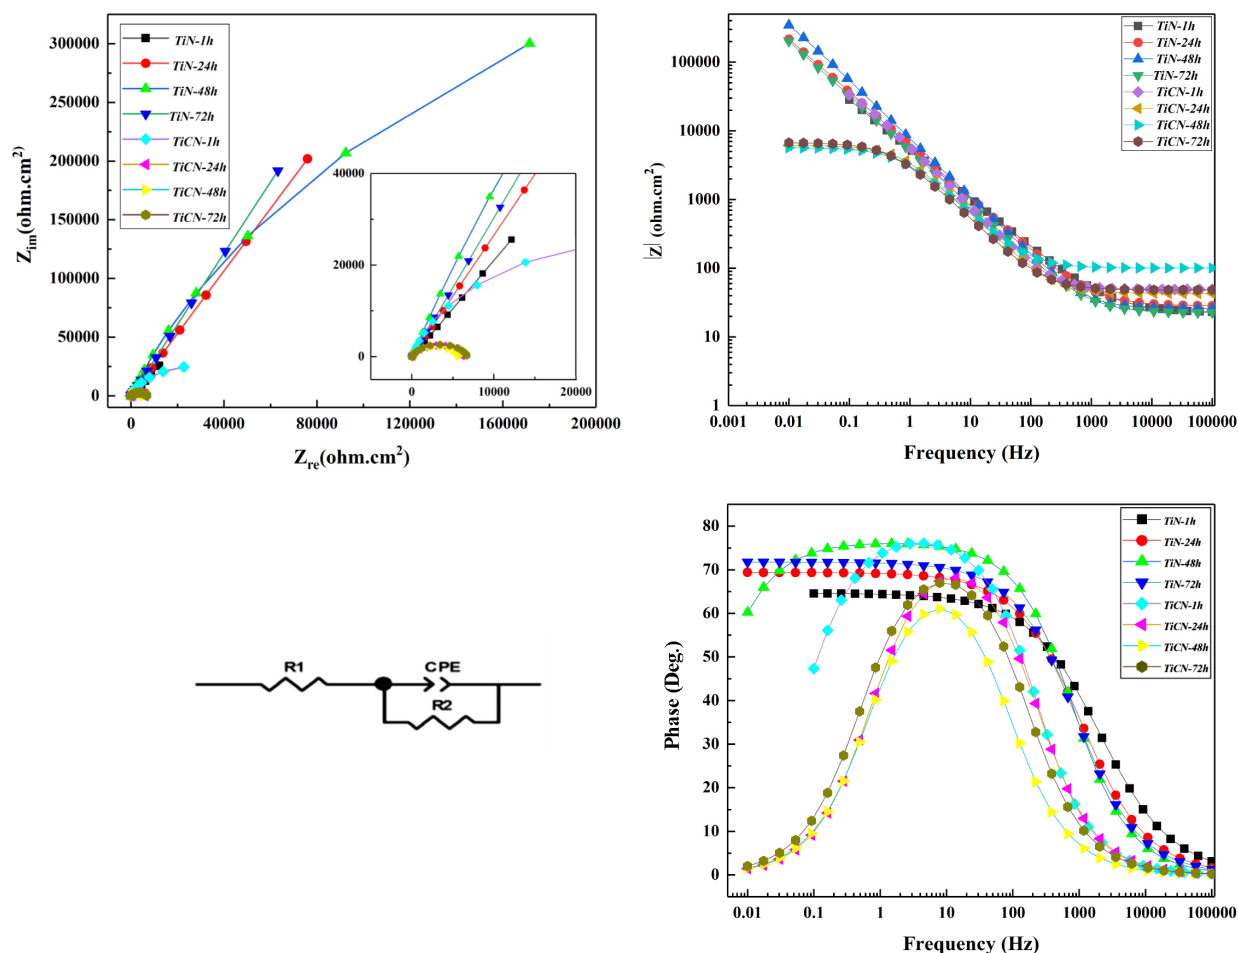 300000
250000
200000
150000
100000
50000
0
Z_im(ohm.cm²)
TiN-1h
TiN-24h
TiN-48h
TiN-72h
TiCN-1h
TiCN-24h
TiCN-48h
TiCN-72h
40000
20000
0
0 10000 20000
0 40000 80000 120000 160000 200000
Z_re(ohm.cm²)
100000
10000
1000
100
10
1
|Z| (ohm.cm²)
TiN-1h
TiN-24h
TiN-48h
TiN-72h
TiCN-1h
TiCN-24h
TiCN-48h
TiCN-72h
0.001 0.01 0.1 1 10 100 1000 10000 100000
Frequency (Hz)
R1 CPE
R2
80
70
60
50
40
30
20
10
0
Phase (Deg.)
TiN-1h
TiN-24h
TiN-48h
TiN-72h
TiCN-1h
TiCN-24h
TiCN-48h
TiCN-72h
0.01 0.1 1 10 100 1000 10000 100000
Frequency (Hz)